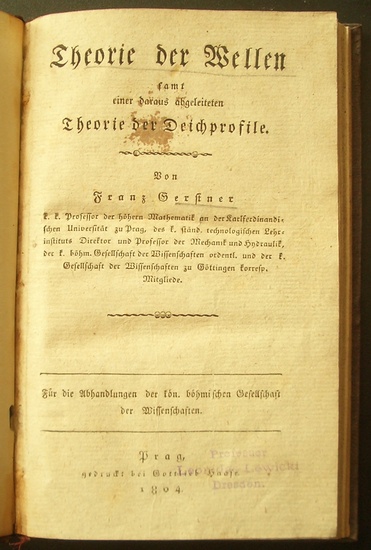 Theorie der Wellen
samt
einer daraus abgeleiteten
Theorie der Deichprofile.
Von
Franz Gerstner
k. k. Professor der höhern Mathematik an der Karlferdinandi-
schen Universität zu Prag, des k. ständ. technologischen Lehr-
instituts Direktor und Professor der Mechanik und Hydraulik,
der k. böhm. Gesellschaft der Wissenschaften ordentl. und der k.
Gesellschaft der Wissenschaften zu Göttingen korresp.
Mitgliede.
Für die Abhandlungen der kön. böhmischen Gesellschaft
der Wissenschaften.
Prag,
gedruckt bei Gottlieb Haase
1804
Professor
Lewicki
Dresden.